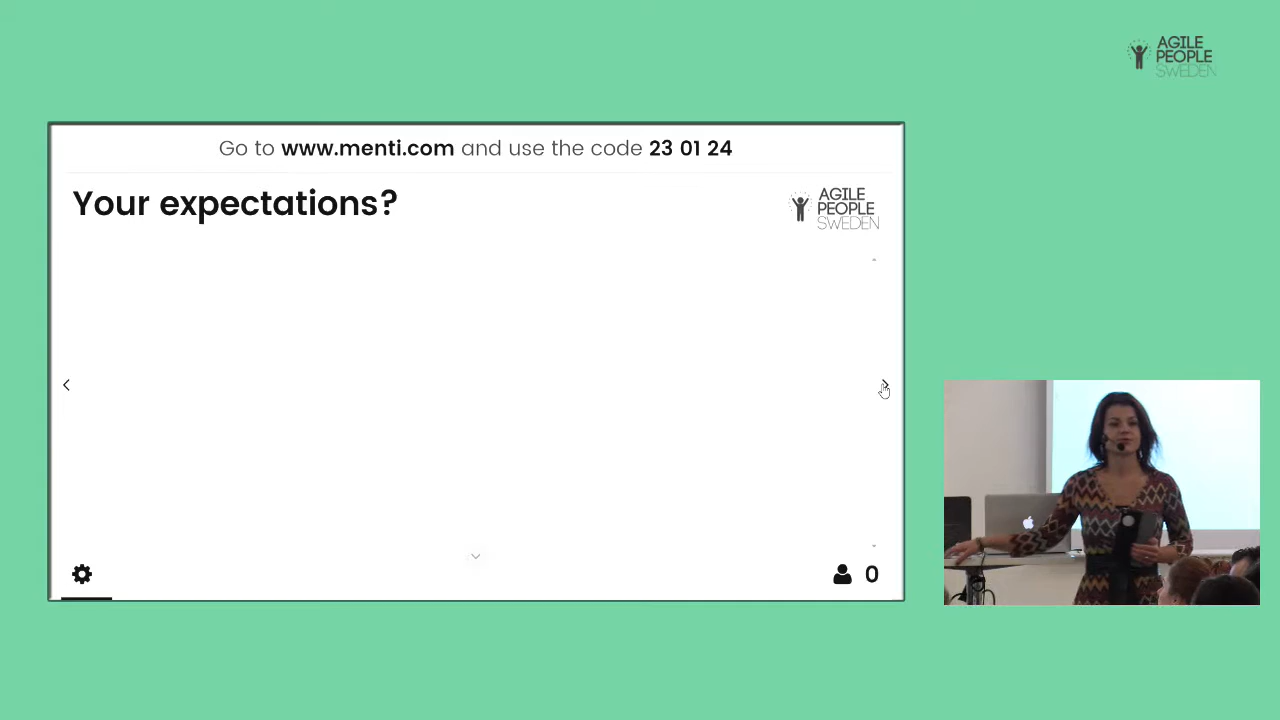 AGILE
PEOPLE
SWEDEN
Go to www.menti.com and use the code 23 01 24
Your expectations?
AGILE
PEOPLE
SWEDEN
0